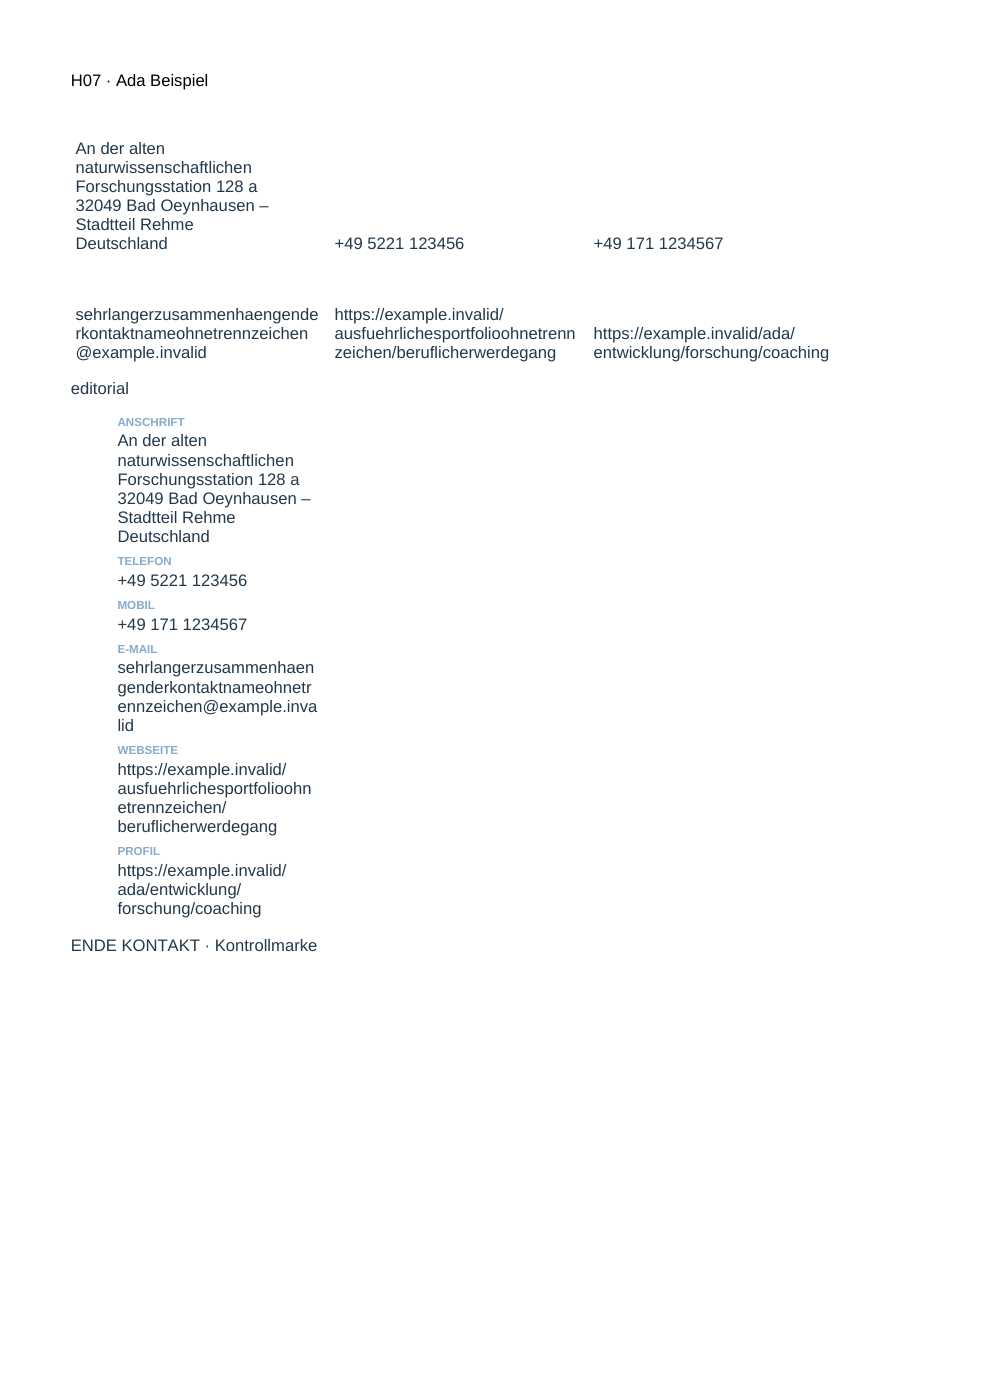 H07 · Ada Beispiel
An der alten
naturwissenschaftlichen
Forschungsstation 128 a
32049 Bad Oeynhausen –
Stadtteil Rehme
Deutschland
+49 5221 123456
+49 171 1234567
sehrlangerzusammenhaengende
rkontaktnameohnetrennzeichen
@example.invalid
https://example.invalid/
ausfuehrlichesportfolioohnetrenn
zeichen/beruflicherwerdegang
https://example.invalid/ada/
entwicklung/forschung/coaching
editorial
ANSCHRIFT
An der alten
naturwissenschaftlichen
Forschungsstation 128 a
32049 Bad Oeynhausen –
Stadtteil Rehme
Deutschland
TELEFON
+49 5221 123456
MOBIL
+49 171 1234567
E-MAIL
sehrlangerzusammenhaen
genderkontaktnameohnetr
ennzeichen@example.inva
lid
WEBSEITE
https://example.invalid/
ausfuehrlichesportfolioohn
etrennzeichen/
beruflicherwerdegang
PROFIL
https://example.invalid/
ada/entwicklung/
forschung/coaching
ENDE KONTAKT · Kontrollmarke